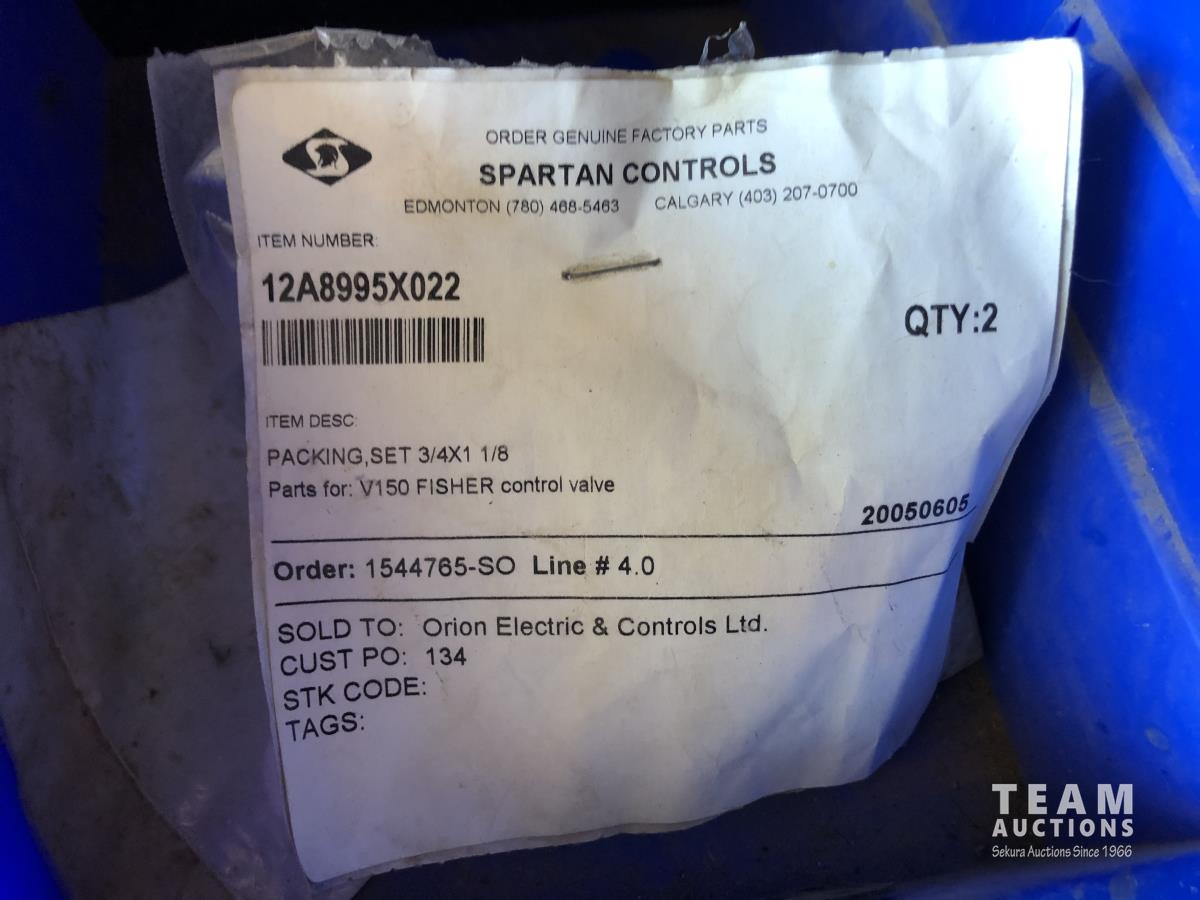 ORDER GENUINE FACTORY PARTS
SPARTAN CONTROLS
EDMONTON (780) 468-5463 CALGARY (403) 207-0700
ITEM NUMBER:
12A8995X022
QTY:2
ITEM DESC:
PACKING,SET 3/4X1 1/8
Parts for: V150 FISHER control valve
20050605
Order: 1544765-SO Line # 4.0
SOLD TO: Orion Electric & Controls Ltd.
CUST PO: 134
STK CODE:
TAGS:
TEAM
AUCTIONS
Sekura Auctions Since 1966